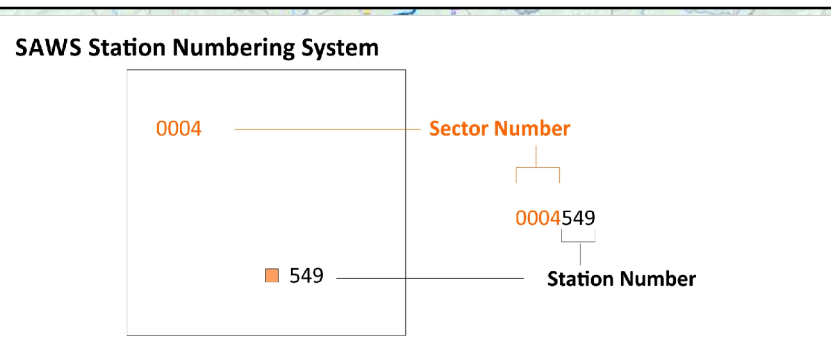 SAWS Station Numbering System
0004
Sector Number
0004549
549
Station Number